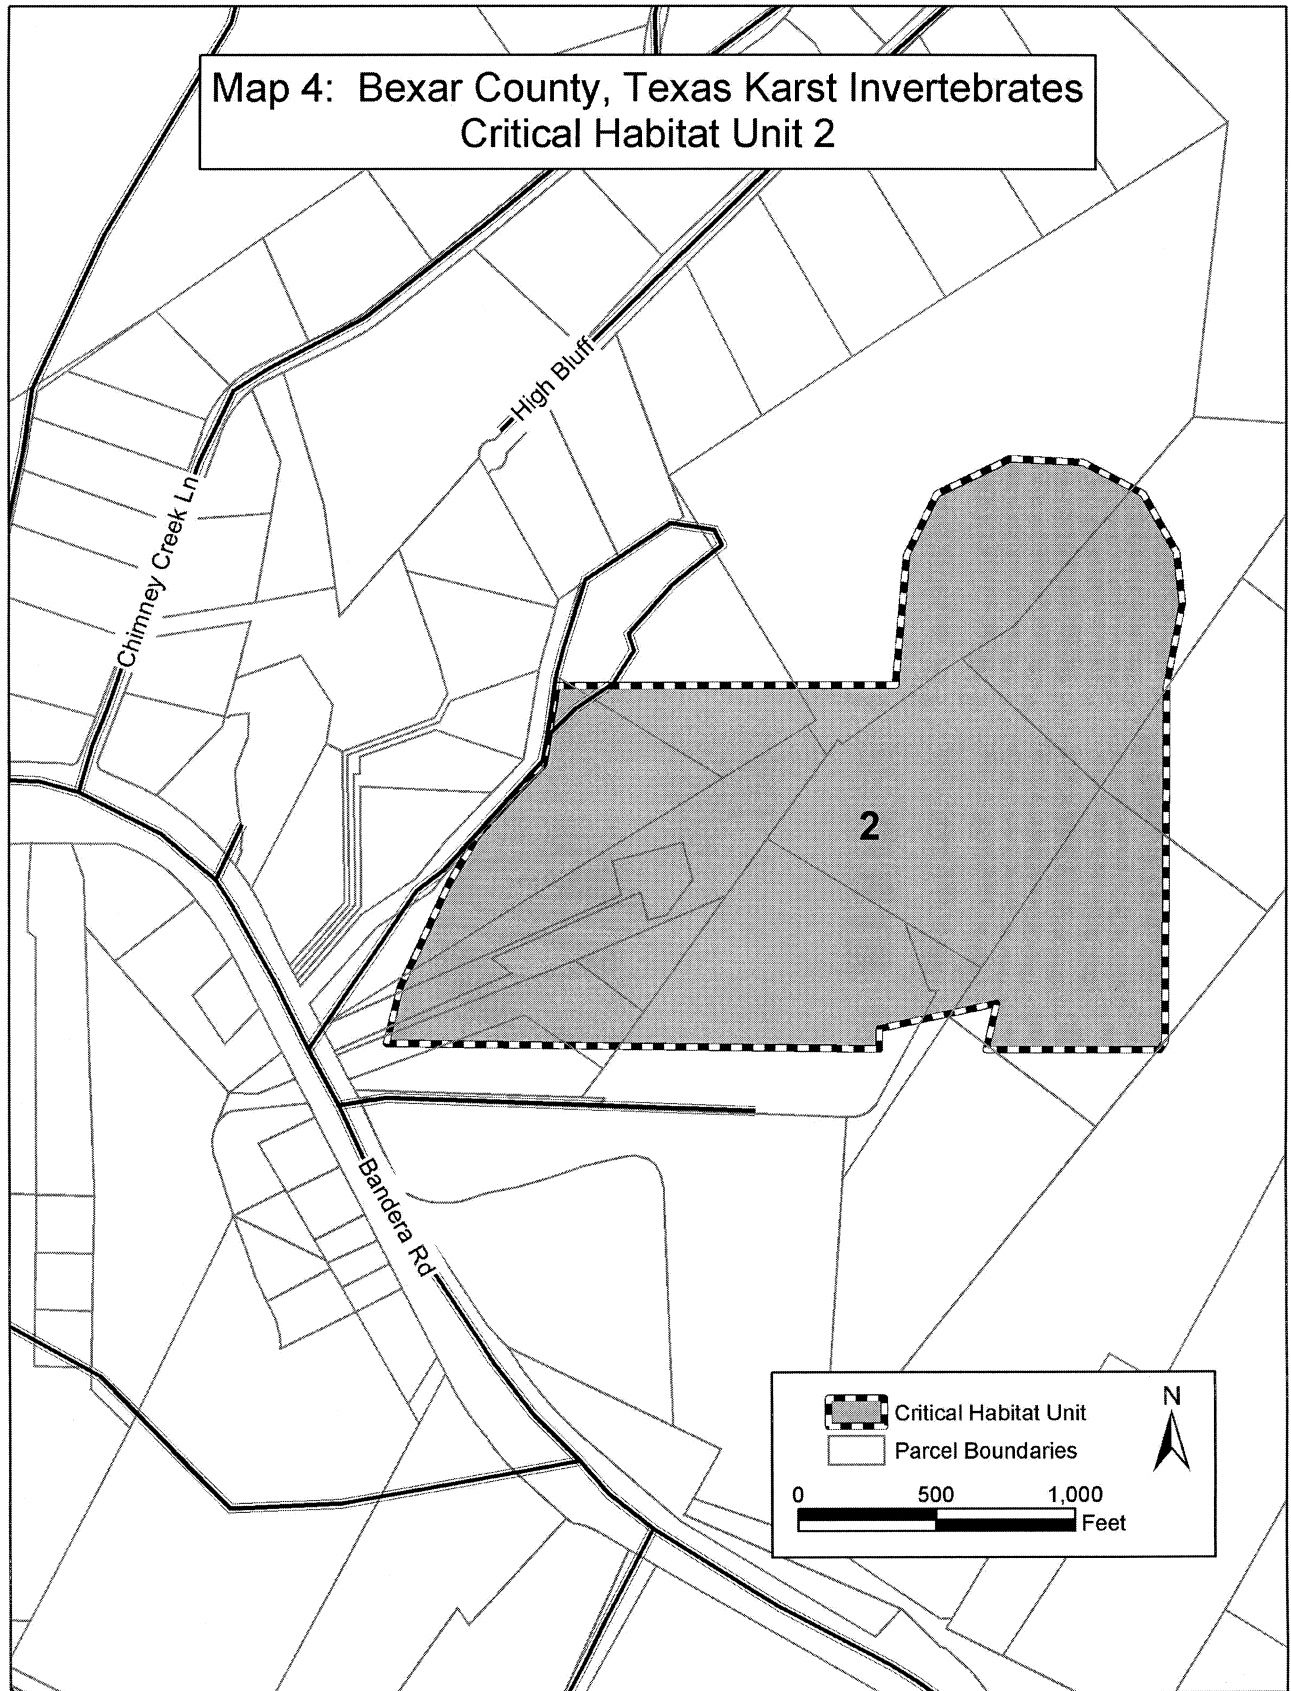 Map 4: Bexar County, Texas Karst Invertebrates
Critical Habitat Unit 2
High Bluff
Chimney Creek Ln
2
Bandera Rd
Critical Habitat Unit
Parcel Boundaries
N
0 500 1,000
Feet